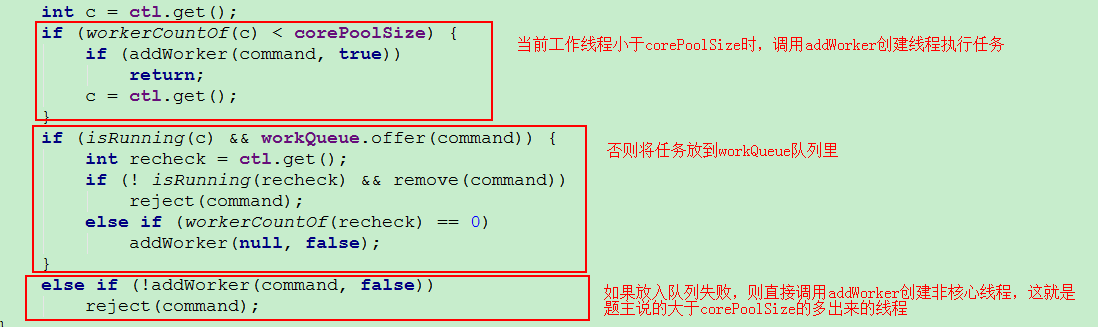 int c = ctl.get();
if (workerCountOf(c) < corePoolSize) {
当前工作线程小于corePoolSize时，调用addWorker创建线程执行任务
if (addWorker(command, true))
return;
c = ctl.get();
}
if (isRunning(c) && workQueue.offer(command)) {
否则将任务放到workQueue队列里
int recheck = ctl.get();
if (! isRunning(recheck) && remove(command))
reject(command);
else if (workerCountOf(recheck) == 0)
addWorker(null, false);
}
else if (!addWorker(command, false))
reject(command);
如果放入队列失败，则直接调用addWorker创建非核心线程，这就是
题主说的大于corePoolSize的多出来的线程
}